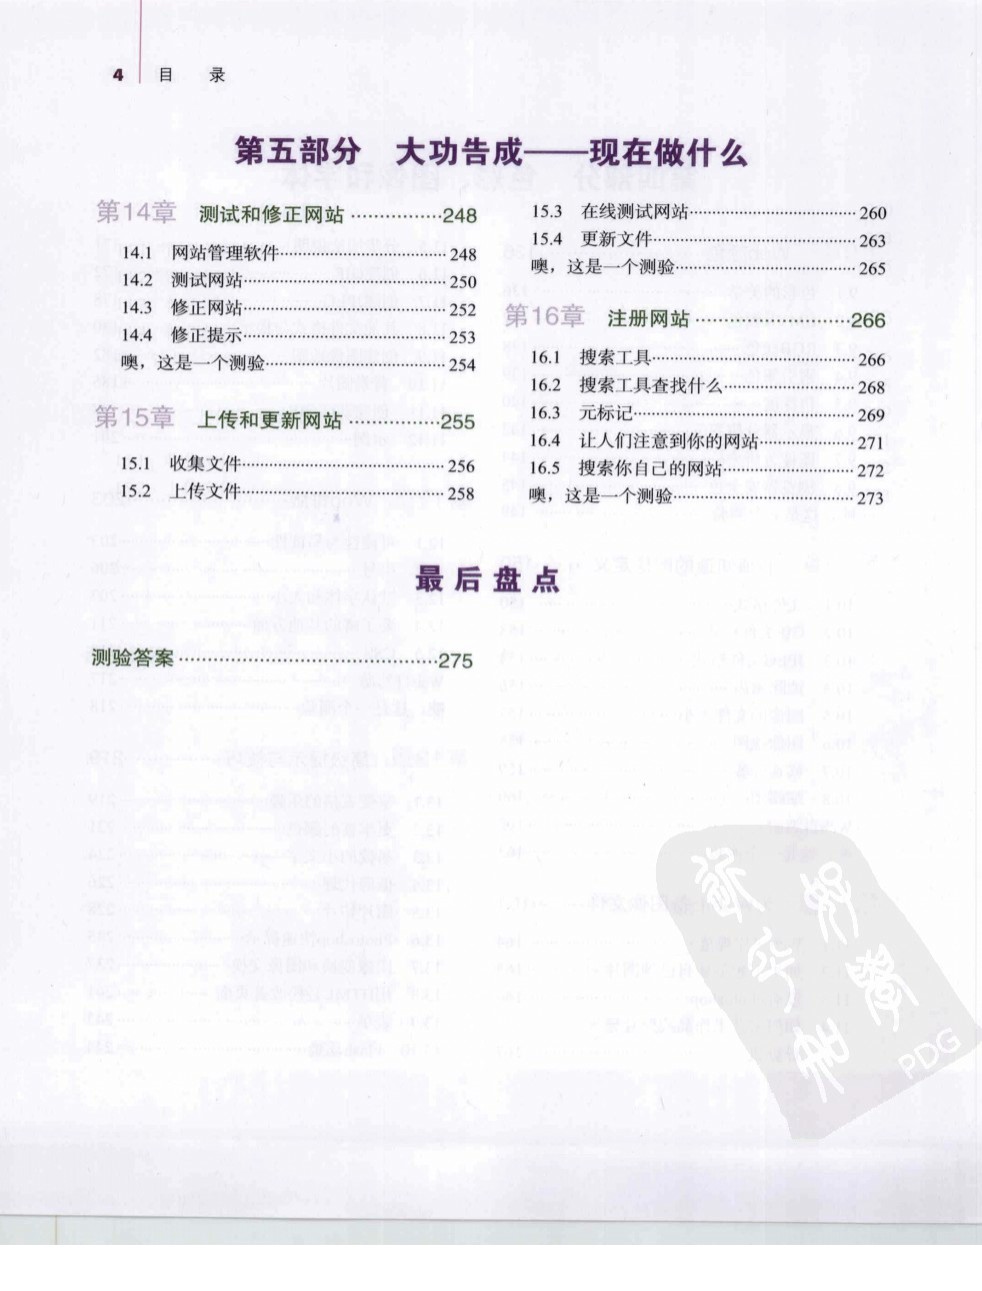 4 目 录
第五部分 大功告成——现在做什么
第14章 测试和修正网站……………248
14.1 网站管理软件……………………248
14.2 测试网站…………………………250
14.3 修正网站…………………………252
14.4 修正提示…………………………253
噢，这是一个测验……………………254
第15章 上传和更新网站……………255
15.1 收集文件…………………………256
15.2 上传文件…………………………258
15.3 在线测试网站……………………260
15.4 更新文件…………………………263
噢，这是一个测验……………………265
第16章 注册网站……………………266
16.1 搜索工具…………………………266
16.2 搜索工具查找什么………………268
16.3 元标记……………………………269
16.4 让人们注意到你的网站…………271
16.5 搜索你自己的网站………………272
噢，这是一个测验……………………273
最后盘点
测验答案………………………………275
PDG